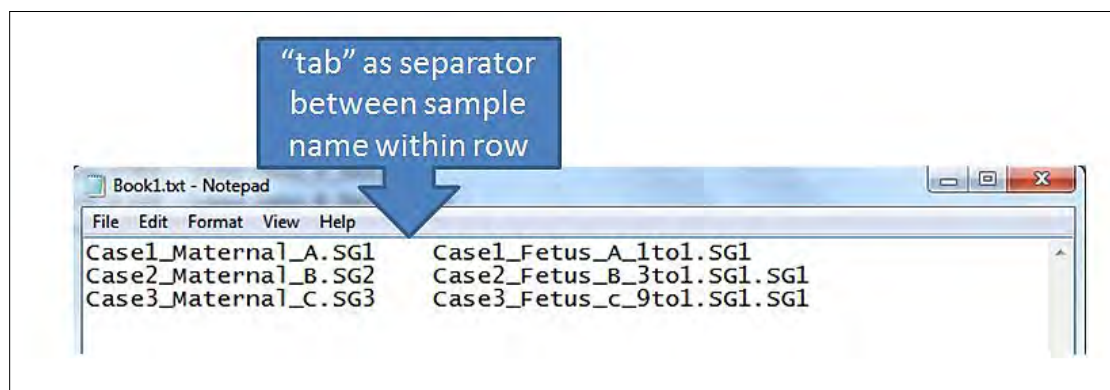 “tab” as separator
between sample
name within row
Book1.txt - Notepad
File Edit Format View Help
Case1_Maternal_A.SG1 Case1_Fetus_A_1to1.SG1
Case2_Maternal_B.SG2 Case2_Fetus_B_3to1.SG1.SG1
Case3_Maternal_C.SG3 Case3_Fetus_c_9to1.SG1.SG1